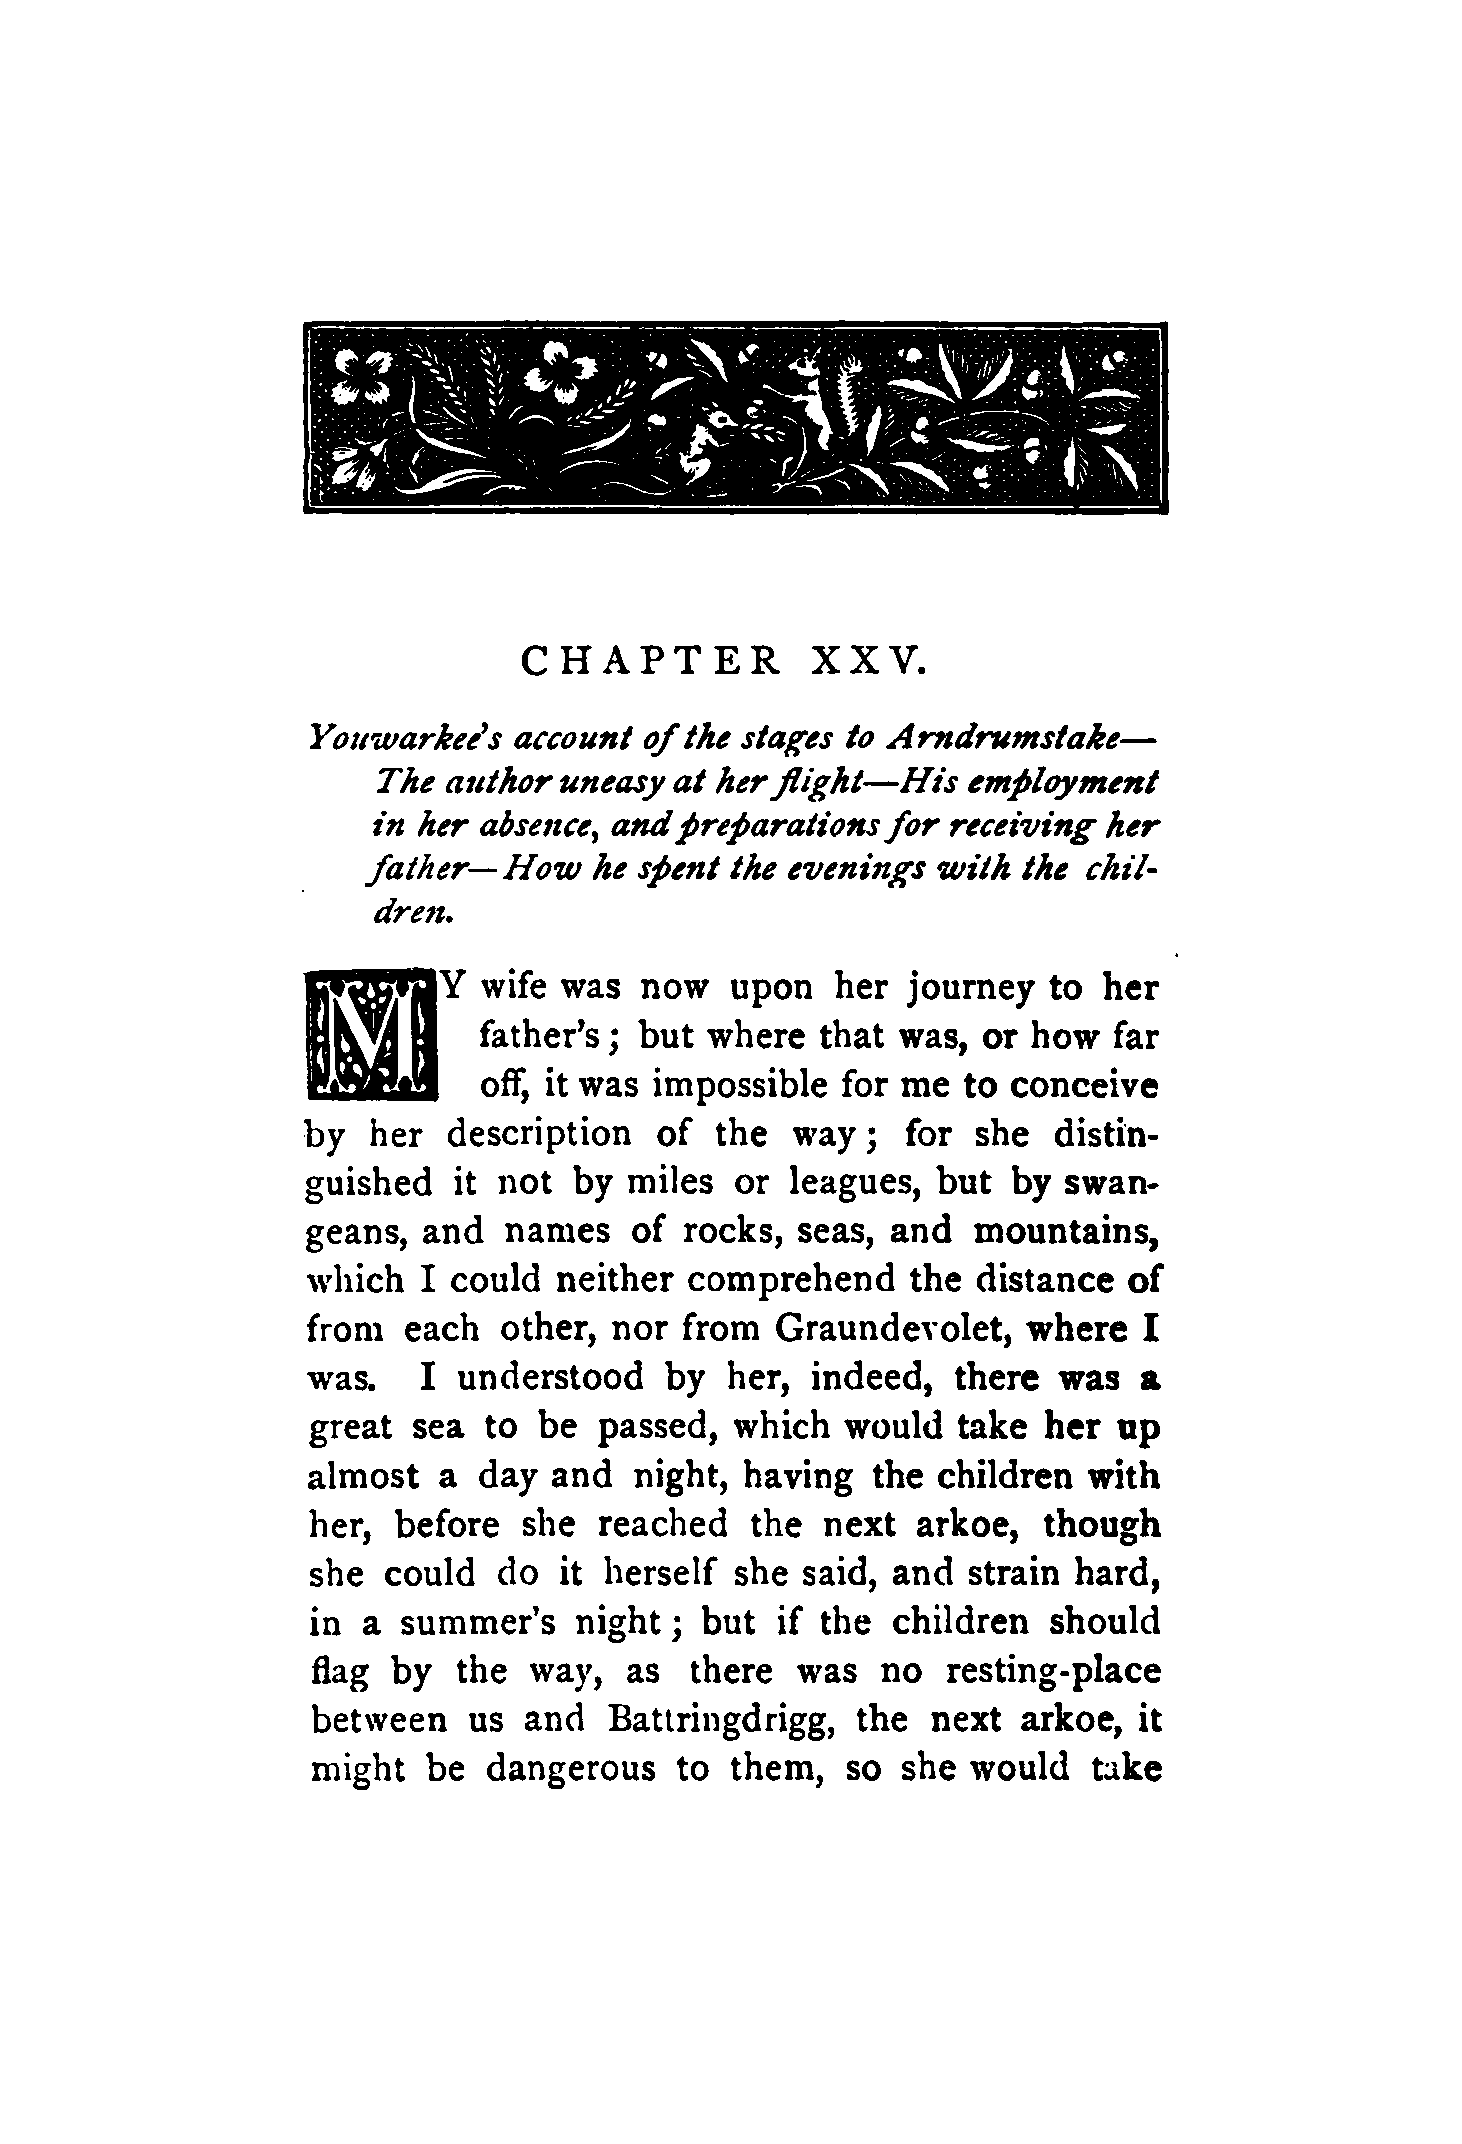 CHAPTER XXV.
Youwarkee's account of the stages to Arndrumstake—
The author uneasy at her flight—His employment
in her absence, and preparations for receiving her
father—How he spent the evenings with the chil-
dren.
MY wife was now upon her journey to her
father's; but where that was, or how far
off, it was impossible for me to conceive
by her description of the way; for she distin-
guished it not by miles or leagues, but by swan-
geans, and names of rocks, seas, and mountains,
which I could neither comprehend the distance of
from each other, nor from Graundevolet, where I
was. I understood by her, indeed, there was a
great sea to be passed, which would take her up
almost a day and night, having the children with
her, before she reached the next arkoe, though
she could do it herself she said, and strain hard,
in a summer's night; but if the children should
flag by the way, as there was no resting-place
between us and Battringdrigg, the next arkoe, it
might be dangerous to them, so she would take